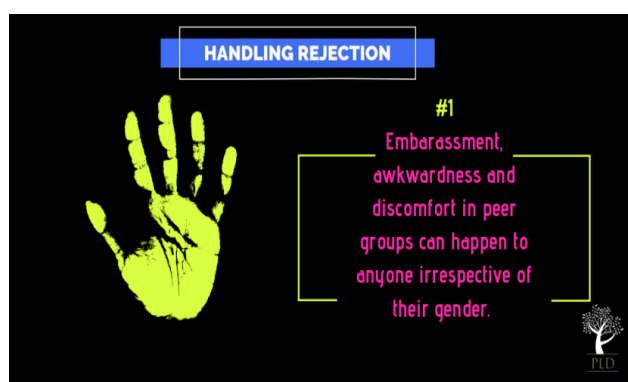 HANDLING REJECTION
#1
Embarassment,
awkwardness and
discomfort in peer
groups can happen to
anyone irrespective of
their gender.
PLD